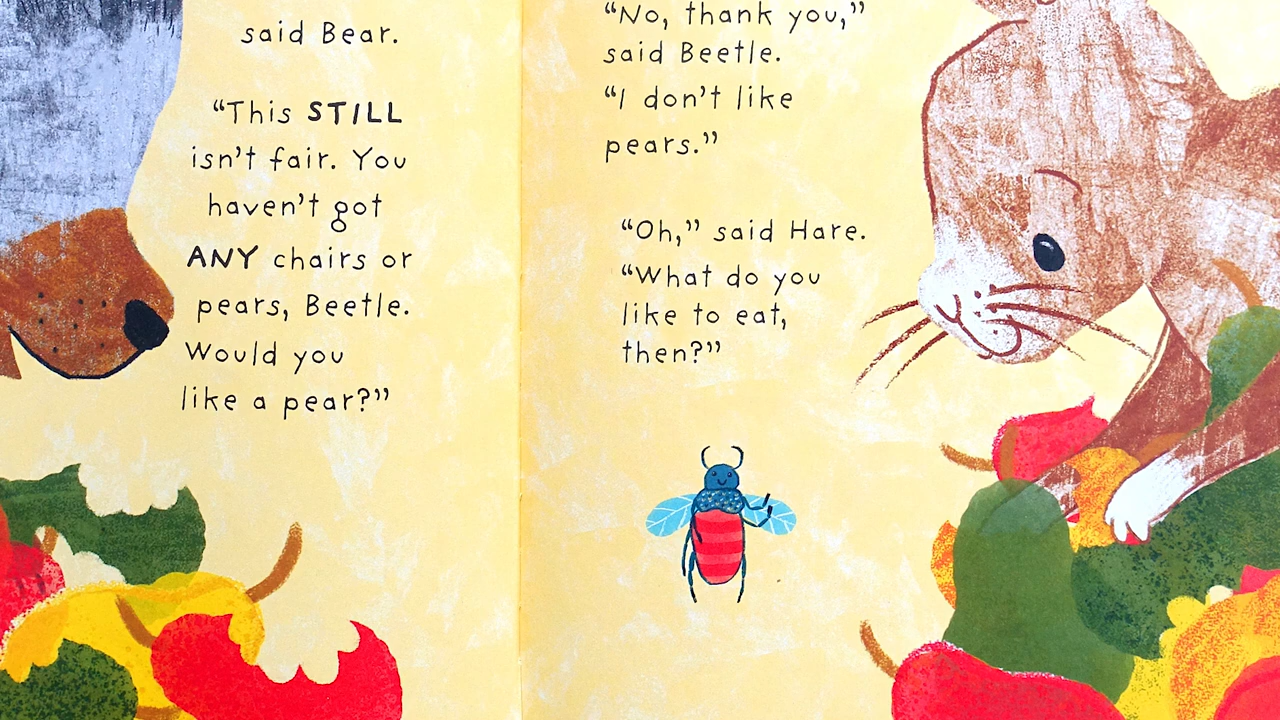 said Bear.
“This STILL
isn’t fair. You
haven’t got
ANY chairs or
pears, Beetle.
Would you
like a pear?”
“No, thank you,”
said Beetle.
“I don’t like
pears.”
“Oh,” said Hare.
“What do you
like to eat,
then?”